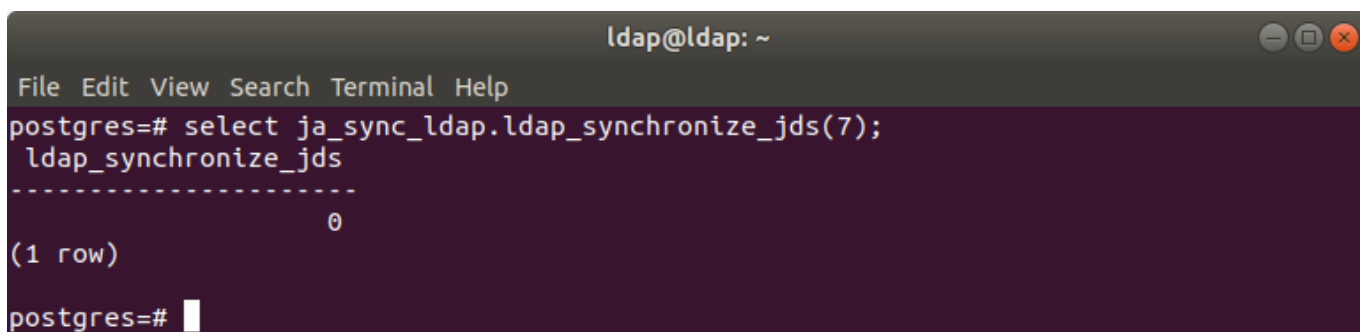 ldap@ldap: ~
File Edit View Search Terminal Help
postgres=# select ja_sync_ldap.ldap_synchronize_jds(7);
 ldap_synchronize_jds
----------------------
                    0
(1 row)

postgres=#